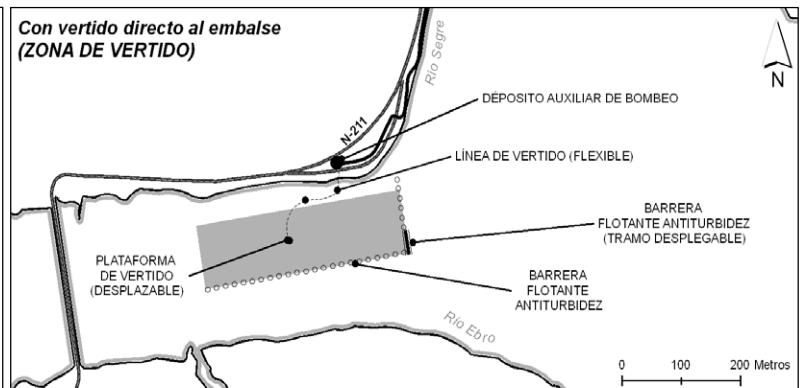 Con vertido directo al embalse
(ZONA DE VERTIDO)
Río Segre
N
DÉPOSITO AUXILIAR DE BOMBEO
N-211
LÍNEA DE VERTIDO (FLEXIBLE)
BARRERA
FLOTANTE ANTITURBIDEZ
(TRAMO DESPLEGABLE)
PLATAFORMA
DE VERTIDO
(DESPLAZABLE)
BARRERA
FLOTANTE
ANTITURBIDEZ
Río Ebro
0 100 200 Metros